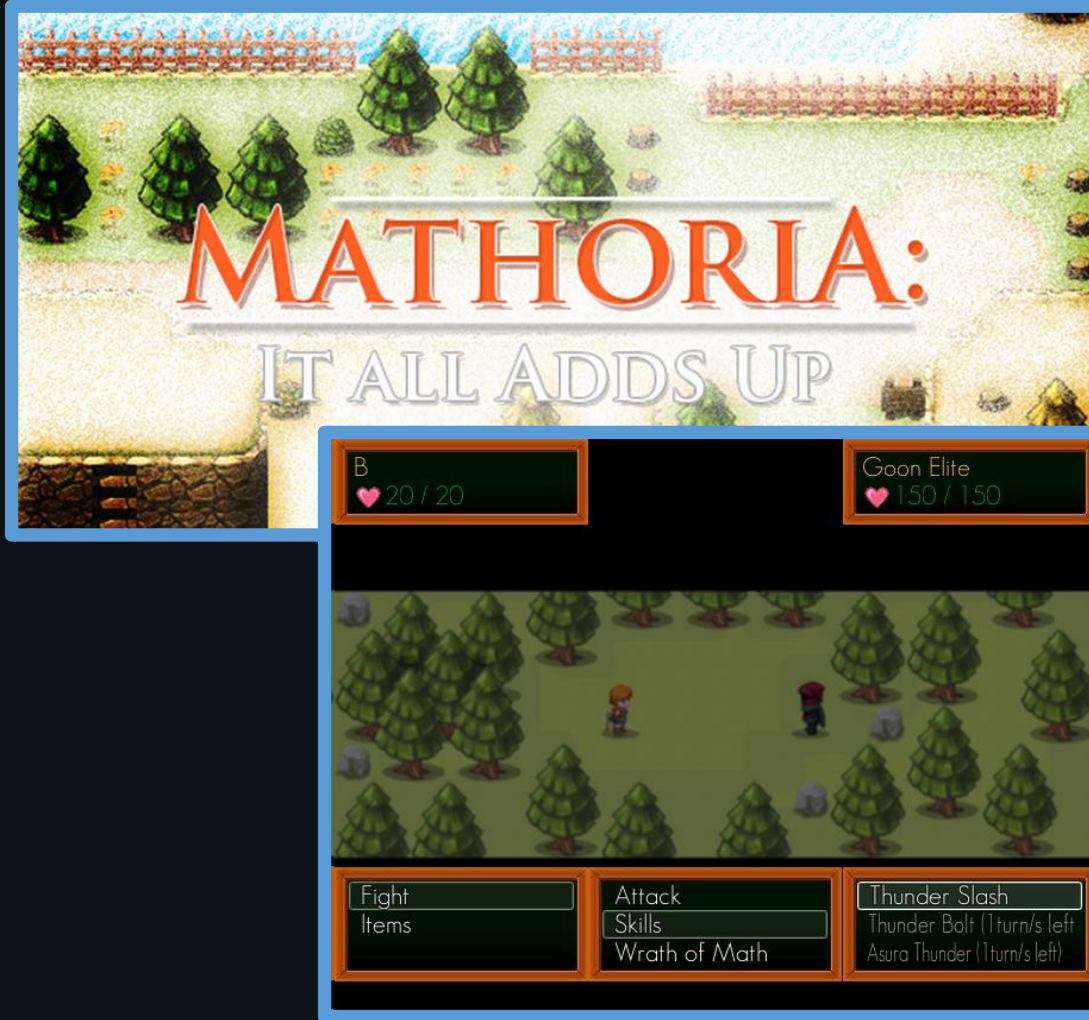 MATHORIA:
IT ALL ADDS UP
B
20 / 20
Goon Elite
150 / 150
Fight
Items
Attack
Skills
Wrath of Math
Thunder Slash
Thunder Bolt (1turn/s left
Asura Thunder (1turn/s left)